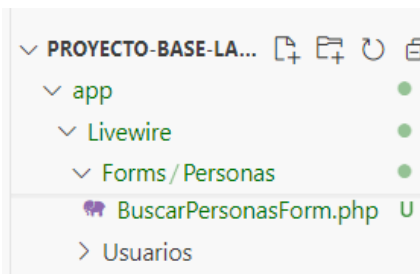 PROYECTO-BASE-LA...
app
Livewire
Forms / Personas
BuscarPersonasForm.php U
Usuarios